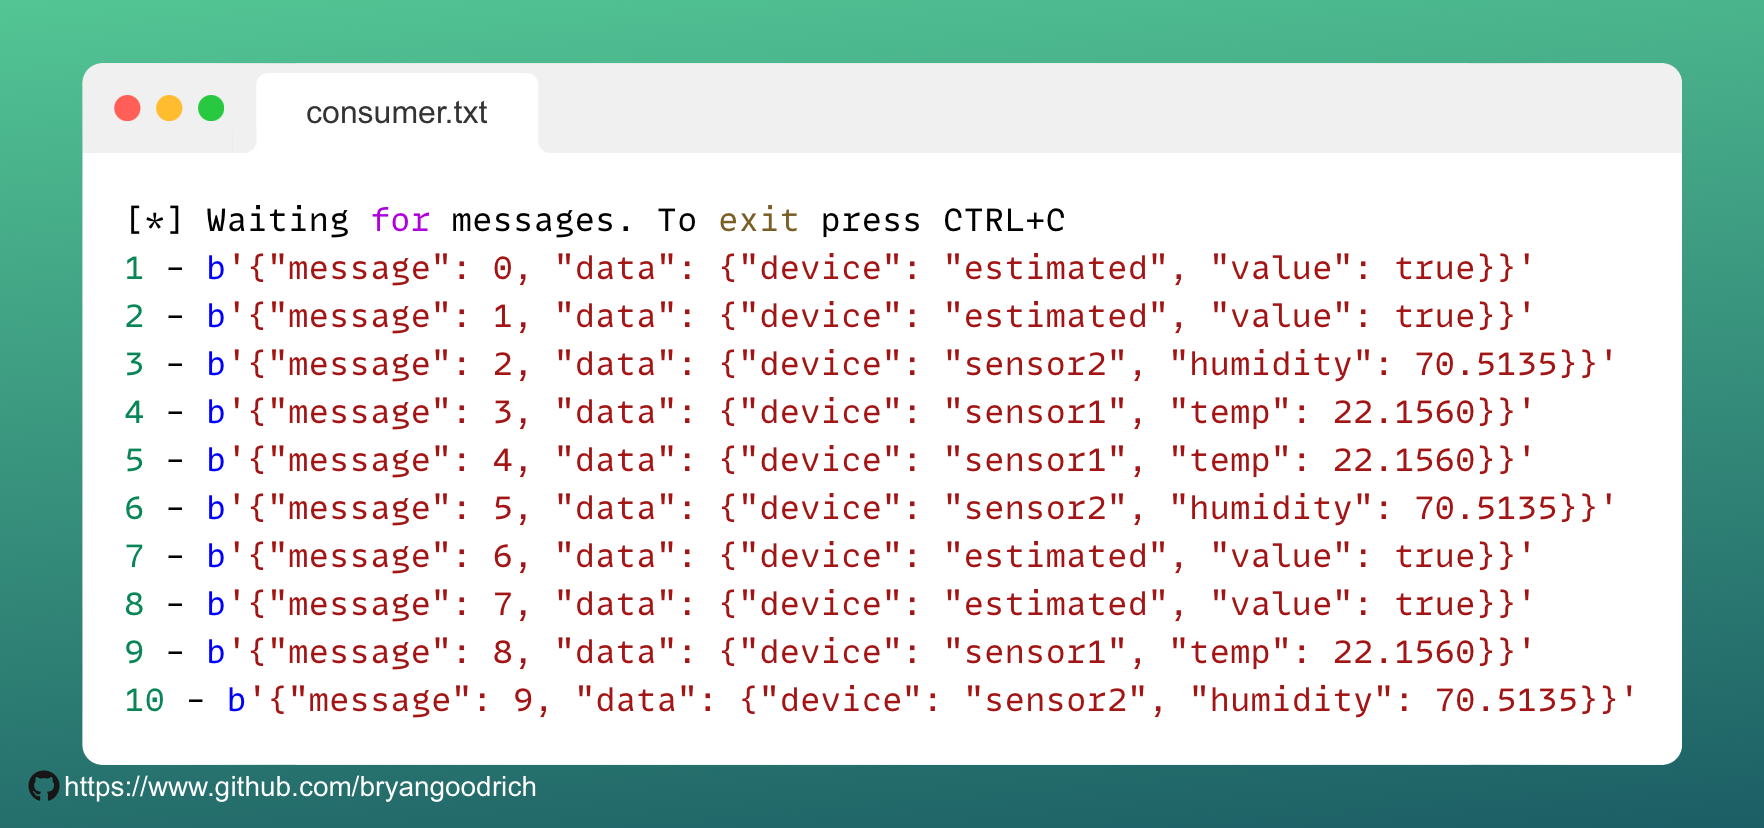 consumer.txt
[*] Waiting for messages. To exit press CTRL+C
1 - b'{"message": 0, "data": {"device": "estimated", "value": true}}'
2 - b'{"message": 1, "data": {"device": "estimated", "value": true}}'
3 - b'{"message": 2, "data": {"device": "sensor2", "humidity": 70.5135}}'
4 - b'{"message": 3, "data": {"device": "sensor1", "temp": 22.1560}}'
5 - b'{"message": 4, "data": {"device": "sensor1", "temp": 22.1560}}'
6 - b'{"message": 5, "data": {"device": "sensor2", "humidity": 70.5135}}'
7 - b'{"message": 6, "data": {"device": "estimated", "value": true}}'
8 - b'{"message": 7, "data": {"device": "estimated", "value": true}}'
9 - b'{"message": 8, "data": {"device": "sensor1", "temp": 22.1560}}'
10 - b'{"message": 9, "data": {"device": "sensor2", "humidity": 70.5135}}'
https://www.github.com/bryangoodrich